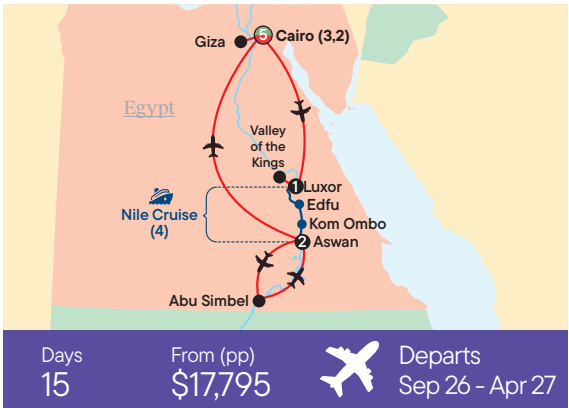 Giza
5
Cairo (3,2)
Egypt
Valley
of the
Kings
1
Luxor
Edfu
Nile Cruise
(4)
Kom Ombo
2
Aswan
Abu Simbel
Days
15
From (pp)
$17,795
Departs
Sep 26 - Apr 27